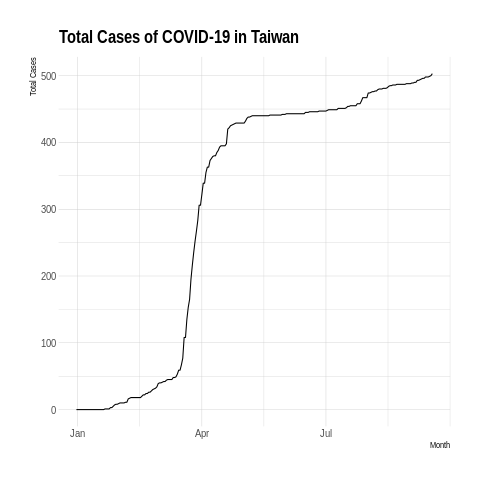 Total Cases of COVID-19 in Taiwan
Total Cases
500
400
300
200
100
0
Jan
Apr
Jul
Month